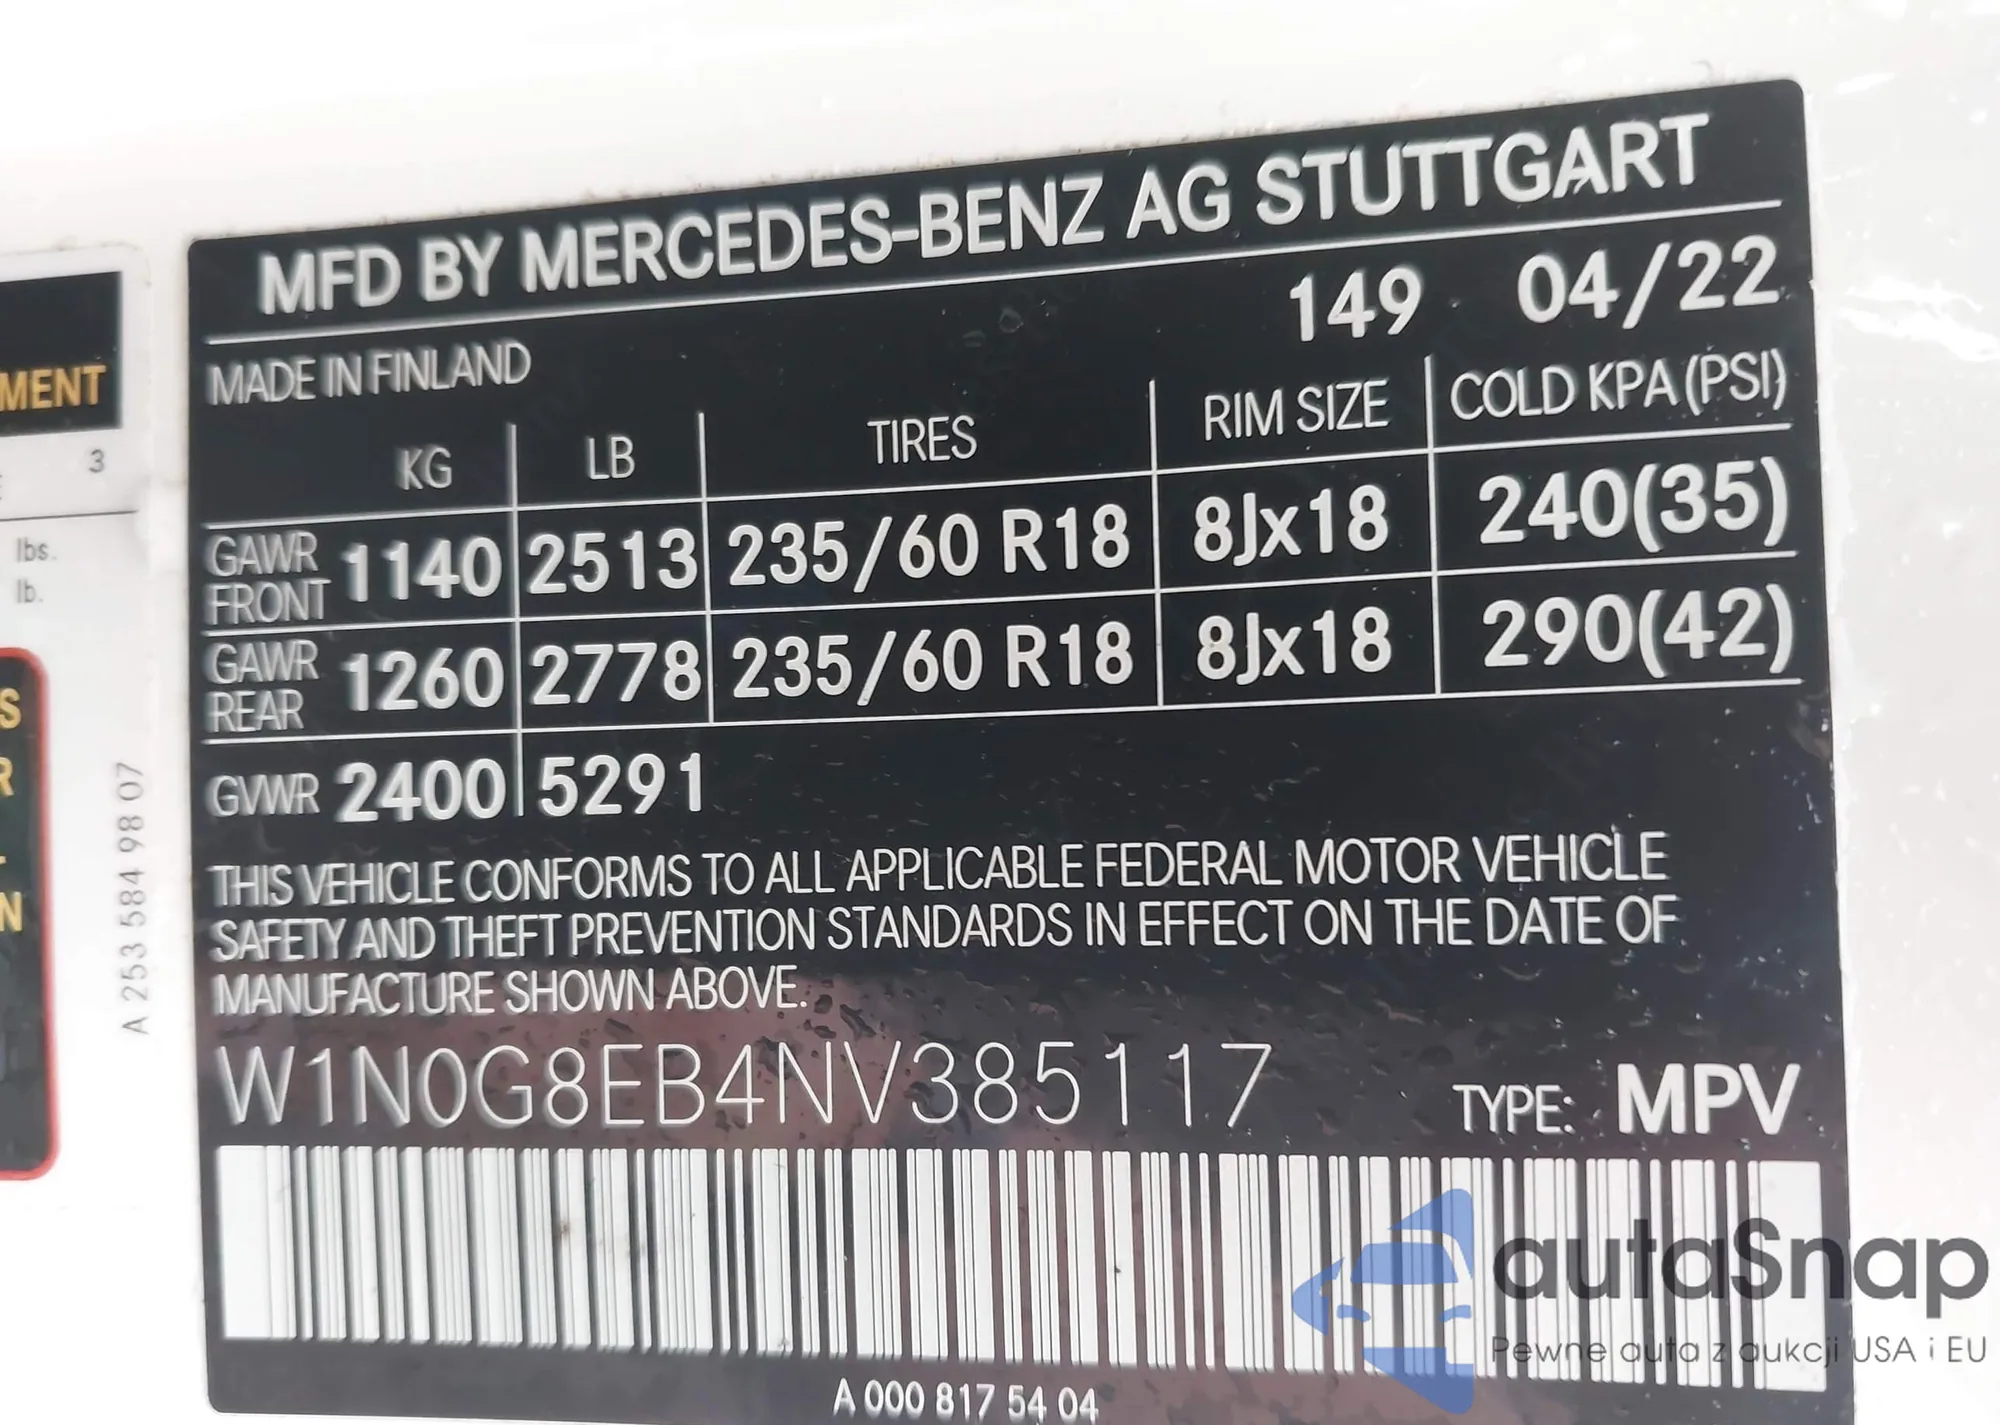 MFD BY MERCEDES-BENZ AG STUTTGART
149 04/22
MADE IN FINLAND
KG LB TIRES RIM SIZE COLD KPA (PSI)
GAWR FRONT 1140 2513 235/60 R18 8Jx18 240(35)
GAWR REAR 1260 2778 235/60 R18 8Jx18 290(42)
GVWR 2400 5291
THIS VEHICLE CONFORMS TO ALL APPLICABLE FEDERAL MOTOR VEHICLE
SAFETY AND THEFT PREVENTION STANDARDS IN EFFECT ON THE DATE OF
MANUFACTURE SHOWN ABOVE.
W1N0G8EB4NV385117 TYPE: MPV
A 000 817 54 04
MENT
3
lbs.
lb.
S
R
N
A 253 584 98 07
autaSnap
Pewne auta z aukcji USA i EU